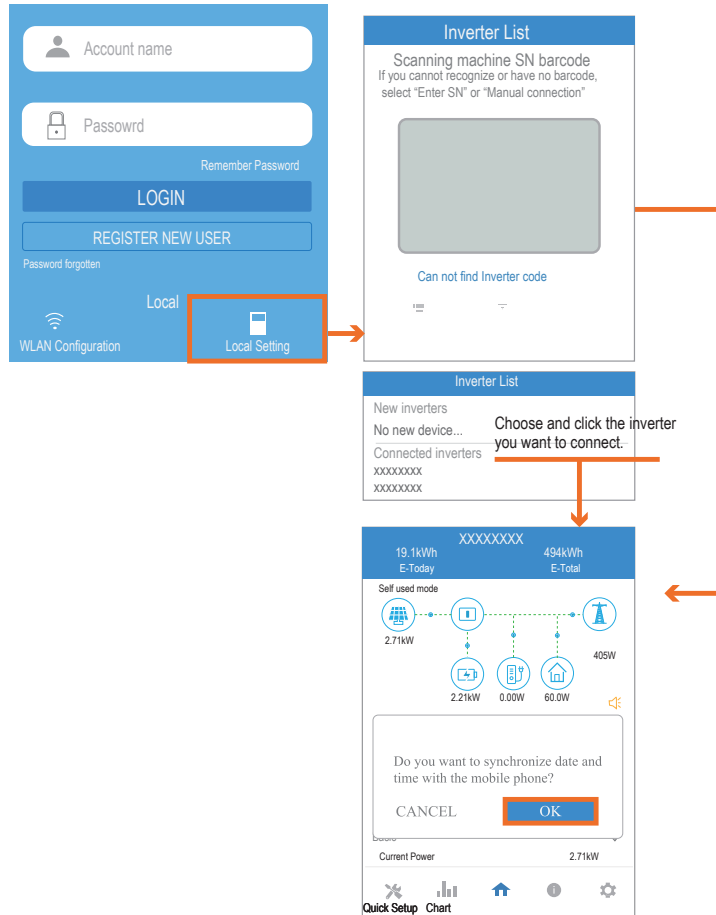 Account name
Passowrd
Remember Password
LOGIN
REGISTER NEW USER
Password forgotten
Local
WLAN Configuration
Local Setting
Inverter List
Scanning machine SN barcode
If you cannot recognize or have no barcode,
select “Enter SN” or “Manual connection”
Can not find Inverter code
Inverter List
New inverters
No new device...
Connected inverters
xxxxxxxx
xxxxxxxx
Choose and click the inverter
you want to connect.
XXXXXXXX
19.1kWh
494kWh
E-Today
E-Total
Self used mode
2.71kW
405W
2.21kW
0.00W
60.0W
Do you want to synchronize date and
time with the mobile phone?
CANCEL
OK
Basic
Current Power
2.71kW
Quick Setup
Chart